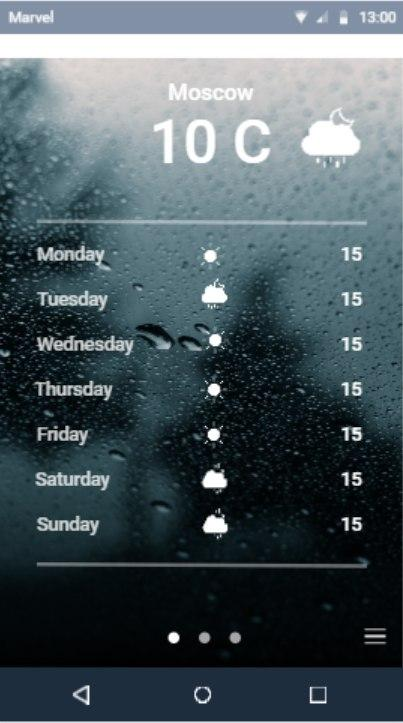 Marvel 13:00
Moscow
10 C
Monday 15
Tuesday 15
Wednesday 15
Thursday 15
Friday 15
Saturday 15
Sunday 15